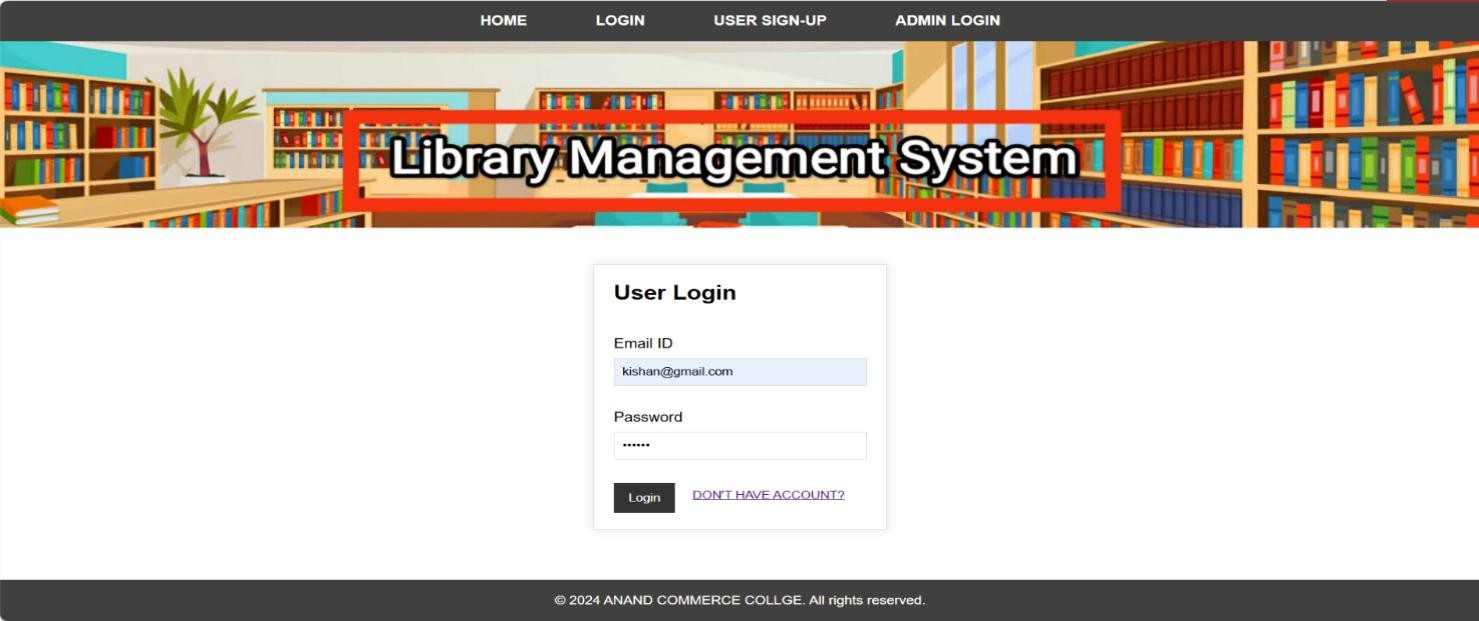 HOME LOGIN USER SIGN-UP ADMIN LOGIN
Library Management System
User Login
Email ID
kishan@gmail.com
Password
••••••
Login DON'T HAVE ACCOUNT?
© 2024 ANAND COMMERCE COLLGE. All rights reserved.